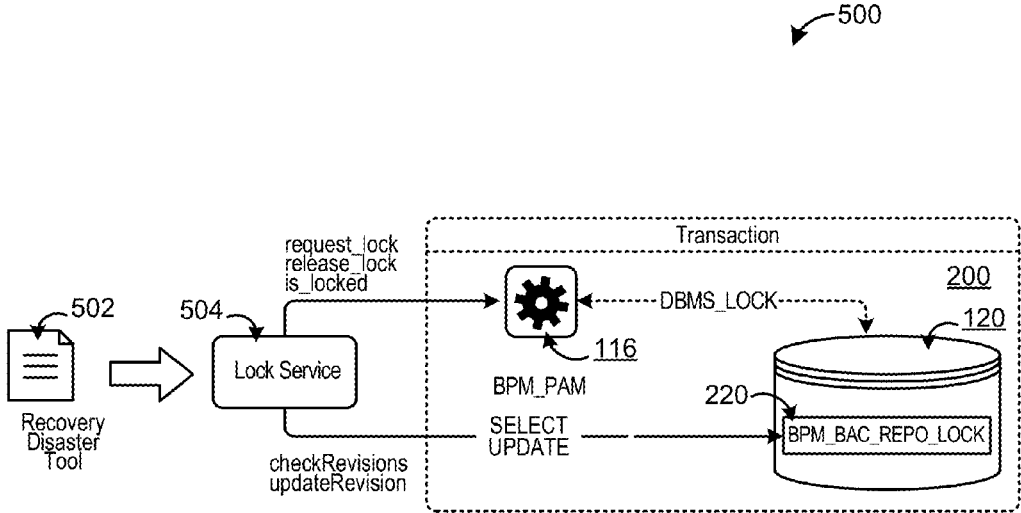 500
Transaction
request_lock
release_lock
is_locked
200
DBMS_LOCK
502
504
120
116
Lock Service
BPM_PAM
220
Recovery
Disaster
Tool
SELECT
UPDATE
BPM_BAC_REPO_LOCK
checkRevisions
updateRevision